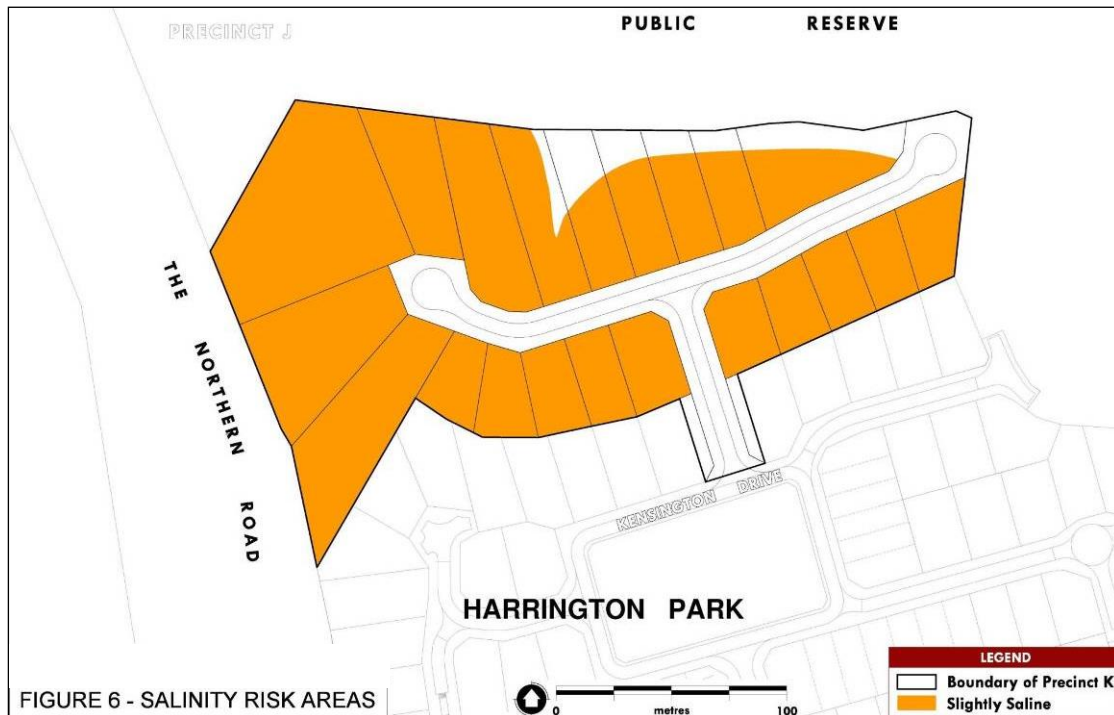 PRECINCT J
PUBLIC RESERVE
THE NORTHERN ROAD
KENSINGTON DRIVE
HARRINGTON PARK
FIGURE 6 - SALINITY RISK AREAS
0 metres 100
LEGEND
Boundary of Precinct K
Slightly Saline